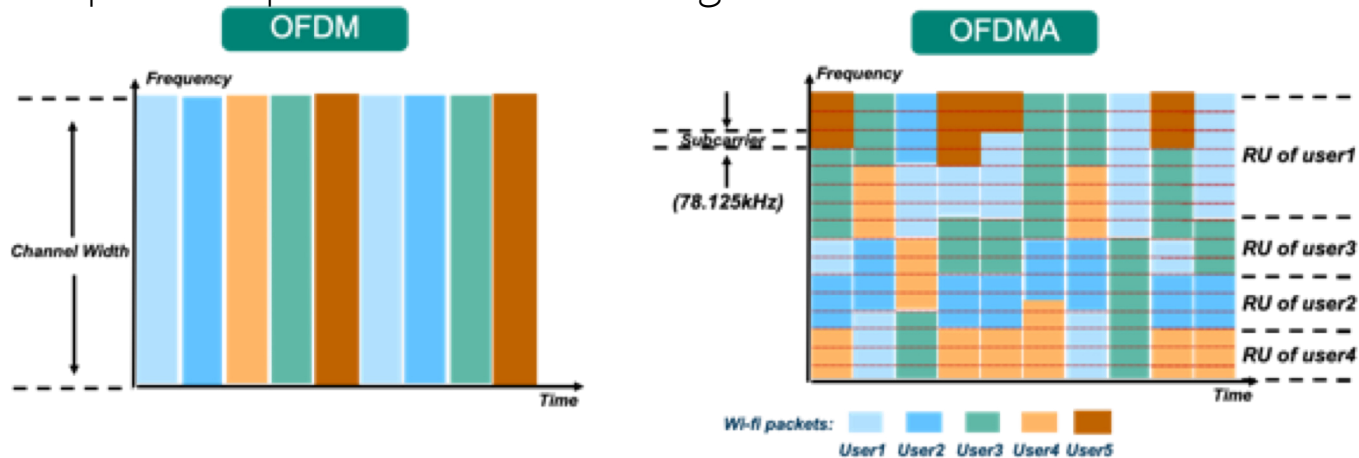 OFDM
Frequency
Channel Width
Time
OFDMA
Frequency
Subcarrier
(78.125kHz)
RU of user1
RU of user3
RU of user2
RU of user4
Time
Wi-fi packets:
User1 User2 User3 User4 User5